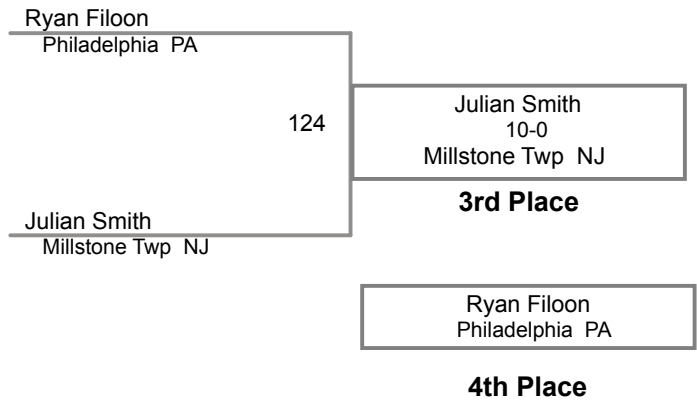 Ryan Filoon
Philadelphia PA
124
Julian Smith
10-0
Millstone Twp NJ
3rd Place
Julian Smith
Millstone Twp NJ
Ryan Filoon
Philadelphia PA
4th Place